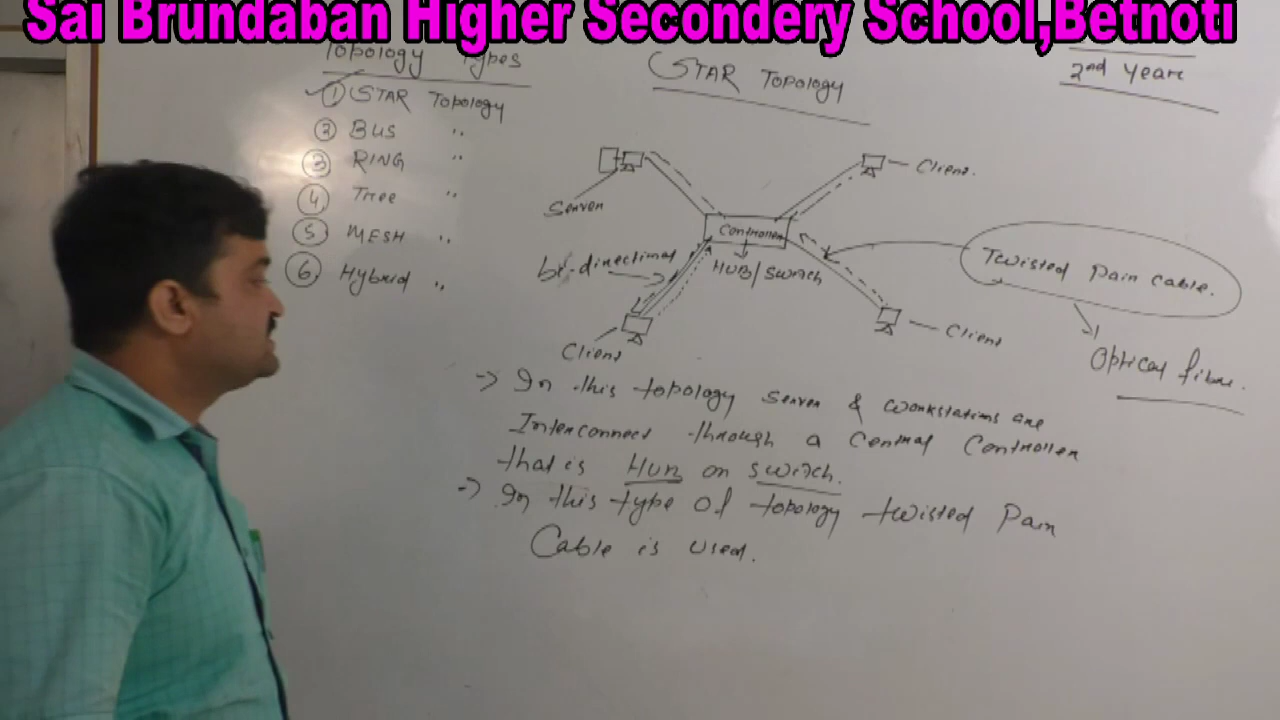 Sai Brundaban Higher Secondery School,Betnoti
Topology Types
① STAR Topology
② BUS "
③ RING "
④ Tree "
⑤ MESH "
⑥ Hybrid "
STAR Topology
2nd Years
Server
Client.
Controller
HUB/Switch
bi-directional
Twisted Pair Cable.
Client
Client
Optical fibre.
→ In this topology server & workstations are
Interconnect through a Central Controller
that is HUB or switch.
→ In this type of topology twisted Pair
Cable is used.